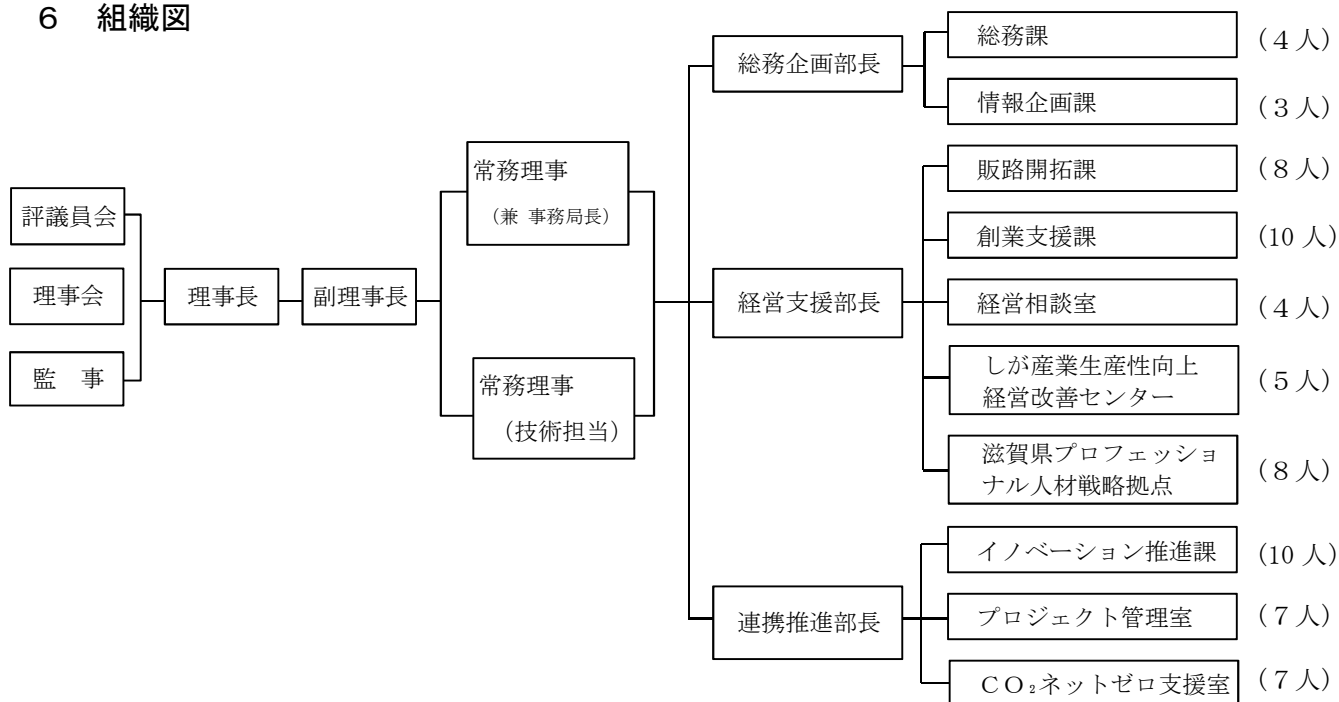 ６　組織図
評議員会
理事会
監　事
理事長
副理事長
常務理事
（兼 事務局長）
常務理事
（技術担当）
総務企画部長
総務課
（４人）
情報企画課
（３人）
経営支援部長
販路開拓課
（８人）
創業支援課
（10 人）
経営相談室
（４人）
しが産業生産性向上
経営改善センター
（５人）
滋賀県プロフェッショ
ナル人材戦略拠点
（８人）
連携推進部長
イノベーション推進課
（10 人）
プロジェクト管理室
（７人）
ＣＯ₂ネットゼロ支援室
（７人）